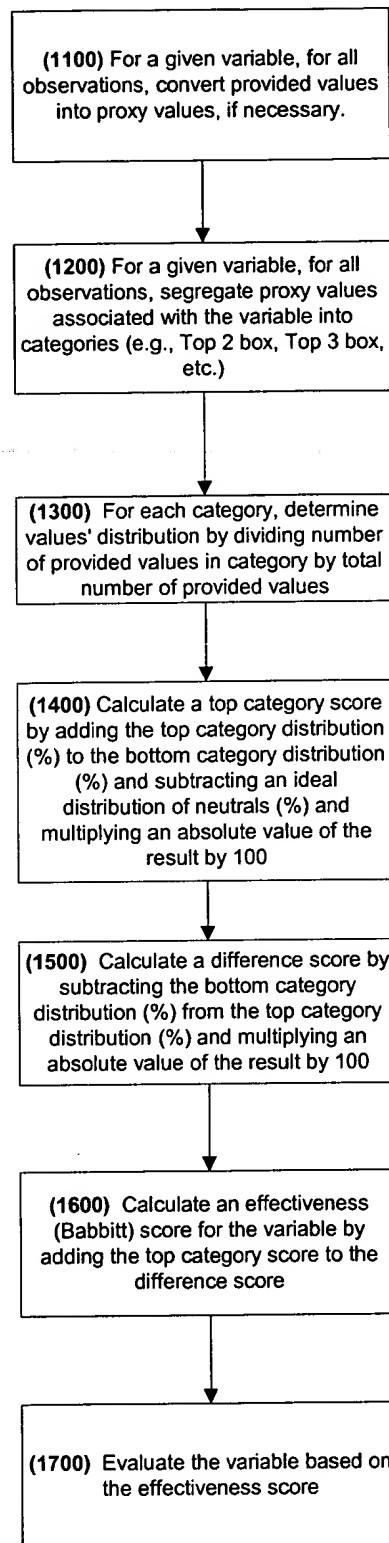 (1100) For a given variable, for all
observations, convert provided values
into proxy values, if necessary.
(1200) For a given variable, for all
observations, segregate proxy values
associated with the variable into
categories (e.g., Top 2 box, Top 3 box,
etc.)
(1300) For each category, determine
values' distribution by dividing number
of provided values in category by total
number of provided values
(1400) Calculate a top category score
by adding the top category distribution
(%) to the bottom category distribution
(%) and subtracting an ideal
distribution of neutrals (%) and
multiplying an absolute value of the
result by 100
(1500) Calculate a difference score by
subtracting the bottom category
distribution (%) from the top category
distribution (%) and multiplying an
absolute value of the result by 100
(1600) Calculate an effectiveness
(Babbitt) score for the variable by
adding the top category score to the
difference score
(1700) Evaluate the variable based on
the effectiveness score